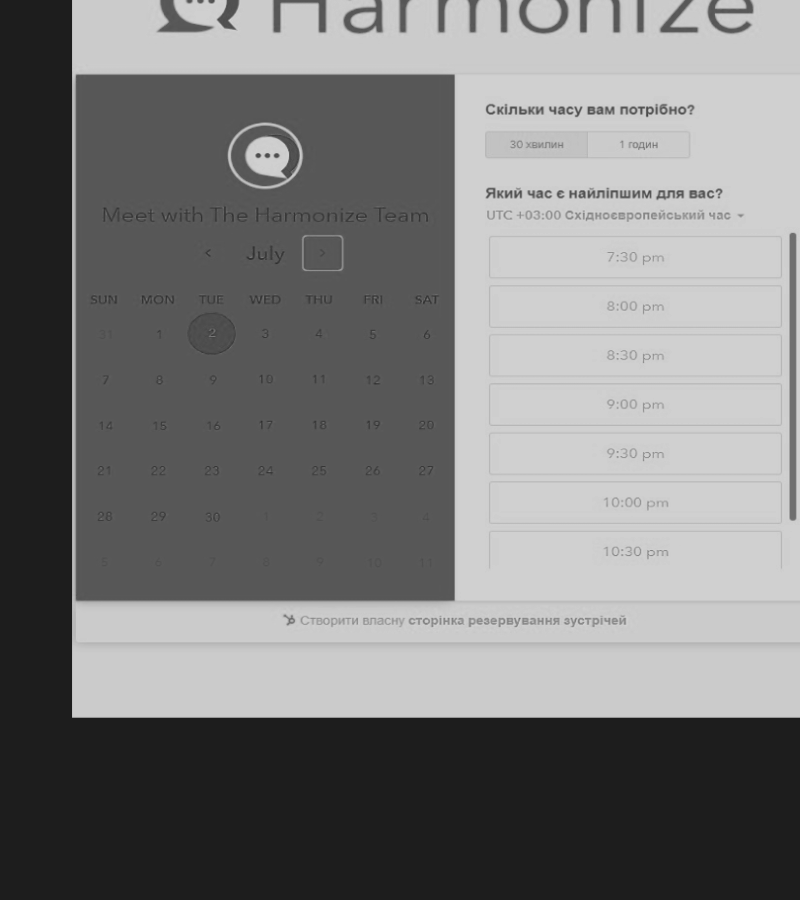 Harmonize
Meet with The Harmonize Team
July
SUN MON TUE WED THU FRI SAT
31 1 2 3 4 5 6
7 8 9 10 11 12 13
14 15 16 17 18 19 20
21 22 23 24 25 26 27
28 29 30 1 2 3 4
5 6 7 8 9 10 11
Скільки часу вам потрібно?
30 хвилин 1 годин
Який час є найліпшим для вас?
UTC +03:00 Східноєвропейський час
7:30 pm
8:00 pm
8:30 pm
9:00 pm
9:30 pm
10:00 pm
10:30 pm
Створити власну сторінка резервування зустрічей